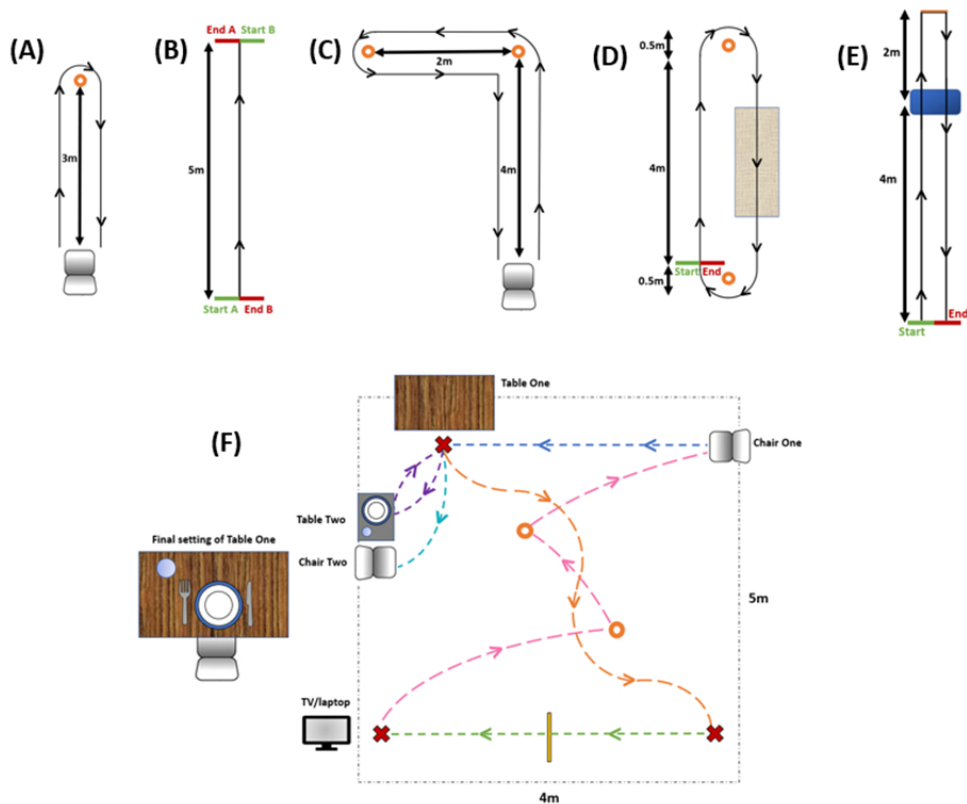 (A)
3m
(B)
End A Start B
5m
Start A End B
(C)
2m
4m
(D)
0.5m
4m
Start End
0.5m
(E)
2m
4m
Start End
(F)
Table One
Chair One
Table Two
Chair Two
Final setting of Table One
5m
TV/laptop
4m